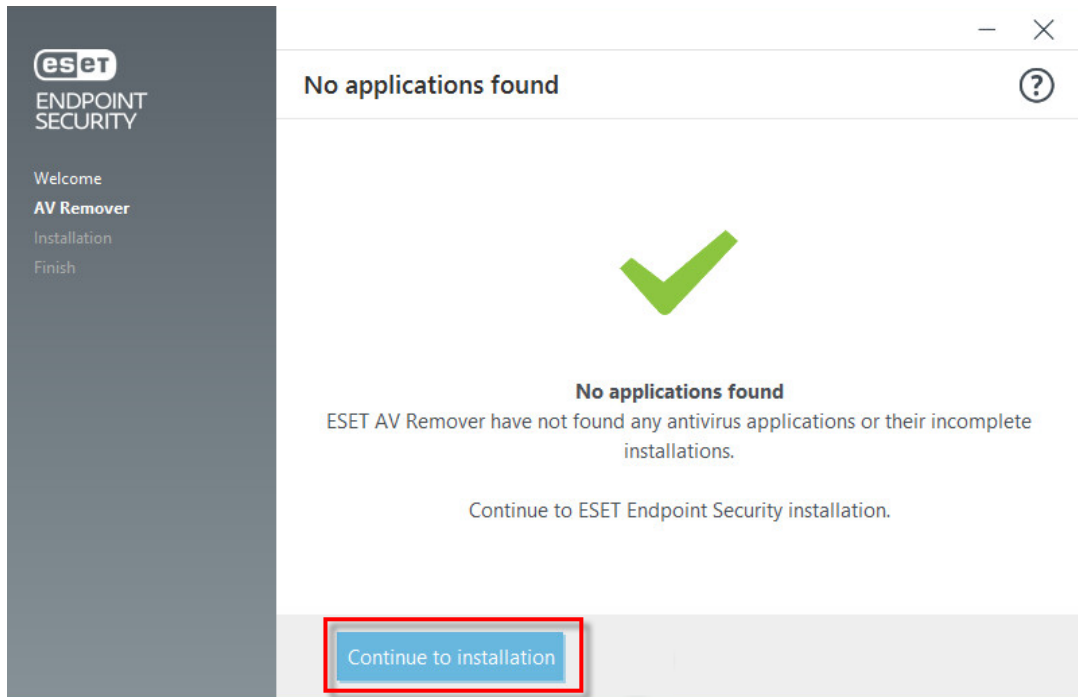 eset
ENDPOINT
SECURITY
Welcome
AV Remover
Installation
Finish
No applications found
?
No applications found
ESET AV Remover have not found any antivirus applications or their incomplete
installations.
Continue to ESET Endpoint Security installation.
Continue to installation